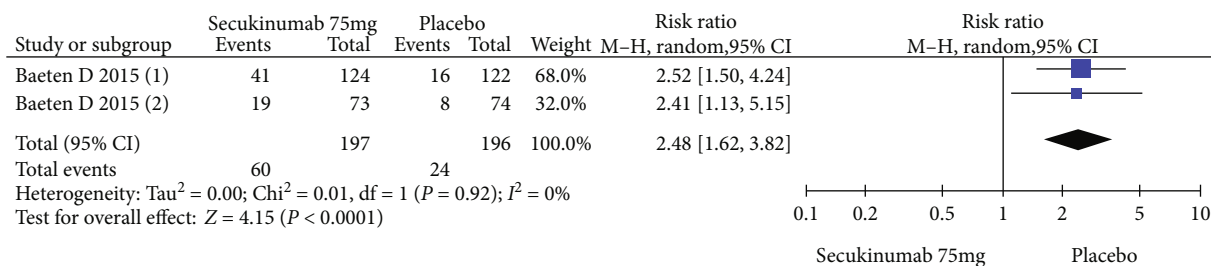 Secukinumab 75mg Placebo Risk ratio Risk ratio
Study or subgroup Events Total Events Total Weight M–H, random,95% CI M–H, random,95% CI
Baeten D 2015 (1) 41 124 16 122 68.0% 2.52 [1.50, 4.24]
Baeten D 2015 (2) 19 73 8 74 32.0% 2.41 [1.13, 5.15]
Total (95% CI) 197 196 100.0% 2.48 [1.62, 3.82]
Total events 60 24
Heterogeneity: Tau² = 0.00; Chi² = 0.01, df = 1 (P = 0.92); I² = 0%
Test for overall effect: Z = 4.15 (P < 0.0001)
0.1 0.2 0.5 1 2 5 10
Secukinumab 75mg Placebo